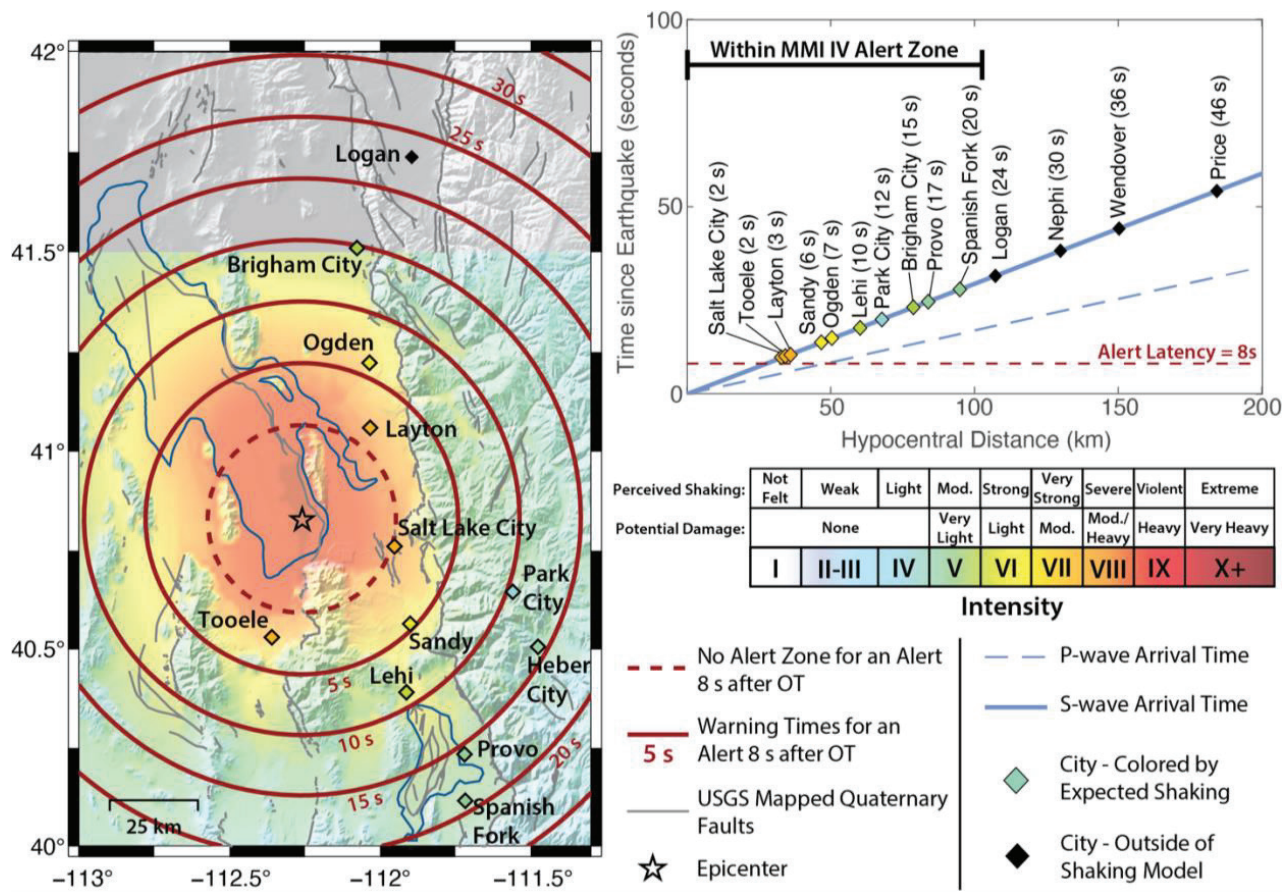 42°
41.5°
41°
40.5°
40°
−113°
−112.5°
−112°
−111.5°
30 s
25 s
Logan
Brigham City
Ogden
Layton
Salt Lake City
Park
City
Tooele
Sandy
Heber
City
Lehi
5 s
10 s
Provo
20 s
15 s
Spanish
Fork
25 km
100
50
0
Time since Earthquake (seconds)
Within MMI IV Alert Zone
Salt Lake City (2 s)
Tooele (2 s)
Layton (3 s)
Sandy (6 s)
Ogden (7 s)
Lehi (10 s)
Park City (12 s)
Brigham City (15 s)
Provo (17 s)
Spanish Fork (20 s)
Logan (24 s)
Nephi (30 s)
Wendover (36 s)
Price (46 s)
Alert Latency = 8s
50
100
150
200
Hypocentral Distance (km)
Perceived Shaking: Not Felt Weak Light Mod. Strong Very Strong Severe Violent Extreme
Potential Damage: None Very Light Light Mod. Mod./ Heavy Heavy Very Heavy
I II-III IV V VI VII VIII IX X+
Intensity
No Alert Zone for an Alert
8 s after OT
5 s
Warning Times for an
Alert 8 s after OT
USGS Mapped Quaternary
Faults
Epicenter
P-wave Arrival Time
S-wave Arrival Time
City - Colored by
Expected Shaking
City - Outside of
Shaking Model